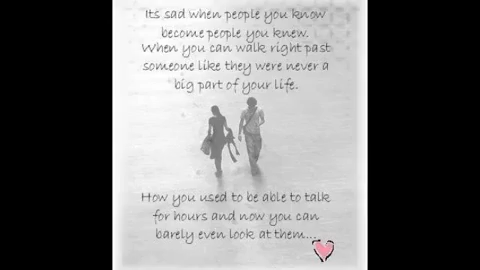 Its sad when people you know
become people you knew.
When you can walk right past
someone like they were never a
big part of your life.
How you used to be able to talk
for hours and now you can
barely even look at them...